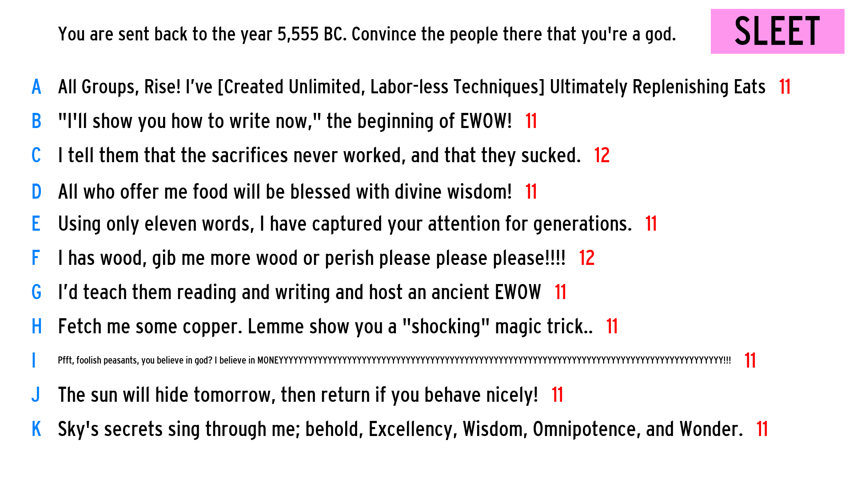 You are sent back to the year 5,555 BC. Convince the people there that you're a god.
SLEET
A All Groups, Rise! I've [Created Unlimited, Labor-less Techniques] Ultimately Replenishing Eats 11
B "I'll show you how to write now," the beginning of EWOW! 11
C I tell them that the sacrifices never worked, and that they sucked. 12
D All who offer me food will be blessed with divine wisdom! 11
E Using only eleven words, I have captured your attention for generations. 11
F I has wood, gib me more wood or perish please please please!!!! 12
G I'd teach them reading and writing and host an ancient EWOW 11
H Fetch me some copper. Lemme show you a "shocking" magic trick.. 11
I Pfft, foolish peasants, you believe in god? I believe in MONEYYYYYYYYYYYYYYYYYYYYYYYYYYYYYYYYYYYYYYYYYYYYYYYYYYYYYYYYYYYYYYYYYYYYYYYYYYYYYYYYYYYYYYYYYYYYYYY!!! 11
J The sun will hide tomorrow, then return if you behave nicely! 11
K Sky's secrets sing through me; behold, Excellency, Wisdom, Omnipotence, and Wonder. 11